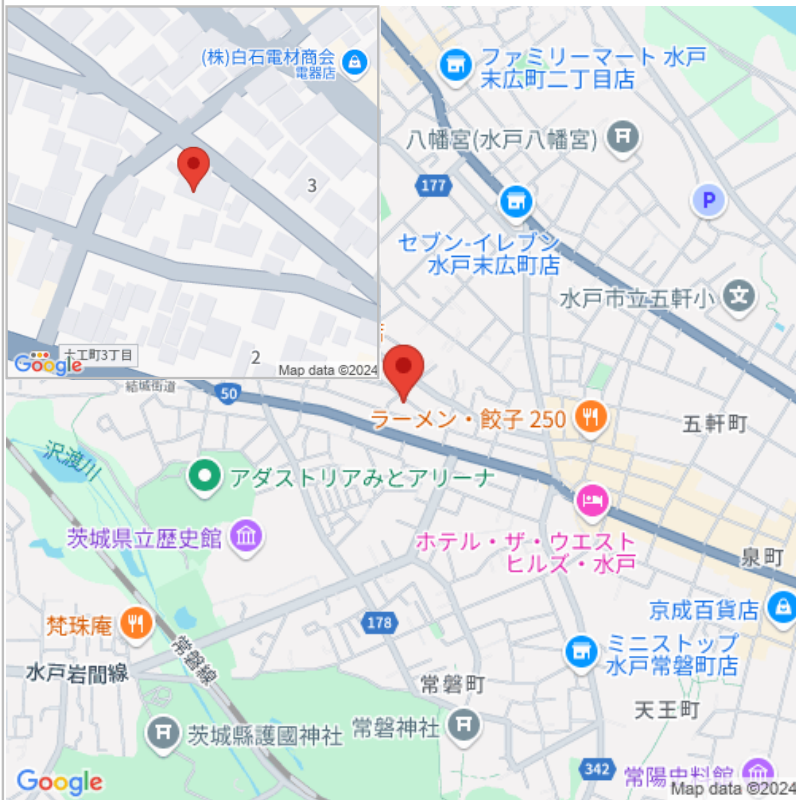 (株)白石電材商会
電器店
3
2
十工町3丁目
Google
Map data ©2024
ファミリーマート 水戸
末広町二丁目店
八幡宮(水戸八幡宮)
177
P
セブン-イレブン
水戸末広町店
水戸市立五軒小
文
結城街道
50
ラーメン・餃子 250
五軒町
沢渡川
アダストリアみとアリーナ
茨城県立歴史館
ホテル・ザ・ウエスト
ヒルズ・水戸
泉町
京成百貨店
梵珠庵
178
ミニストップ
水戸常磐町店
常磐線
水戸岩間線
常磐町
天王町
茨城縣護國神社
常磐神社
342
常陽史料館
Google
Map data ©2024